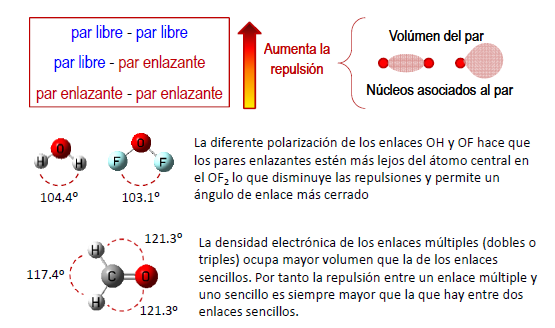 par libre - par libre
par libre - par enlazante
par enlazante - par enlazante
Aumenta la
repulsión
Volúmen del par
Núcleos asociados al par
O
H H
104.4º
O
F F
103.1º
La diferente polarización de los enlaces OH y OF hace que
los pares enlazantes estén más lejos del átomo central en
el OF₂ lo que disminuye las repulsiones y permite un
ángulo de enlace más cerrado
H
121.3º
117.4º
C O
H
121.3º
La densidad electrónica de los enlaces múltiples (dobles o
triples) ocupa mayor volumen que la de los enlaces
sencillos. Por tanto la repulsión entre un enlace múltiple y
uno sencillo es siempre mayor que la que hay entre dos
enlaces sencillos.